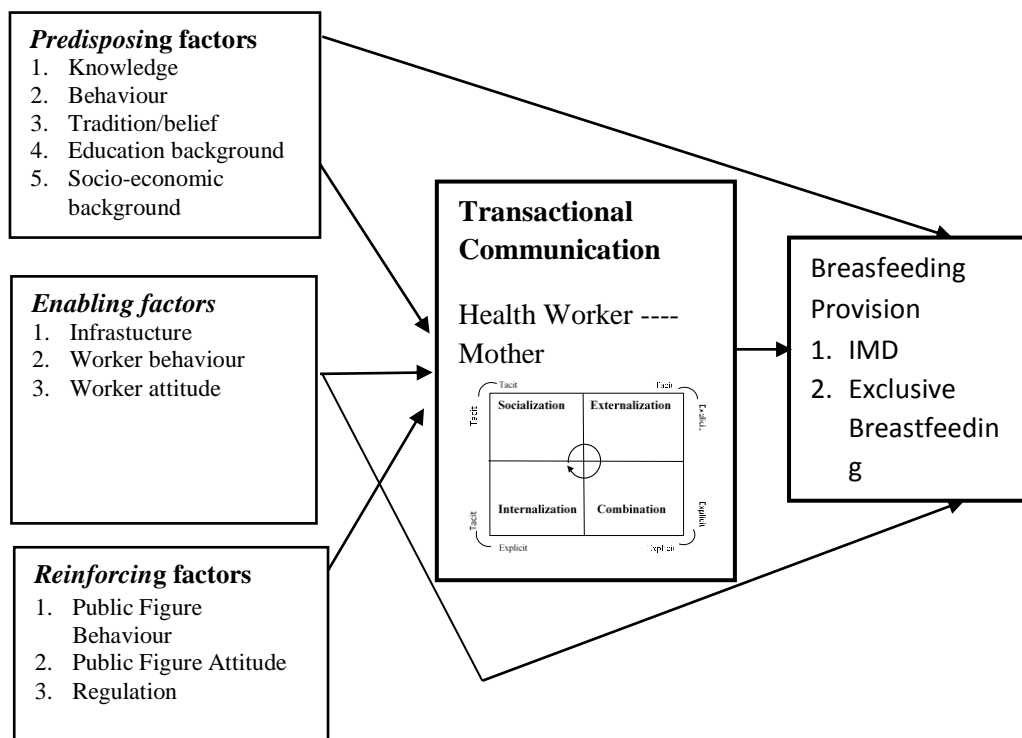 Predisposing factors
1. Knowledge
2. Behaviour
3. Tradition/belief
4. Education background
5. Socio-economic
background
Enabling factors
1. Infrastucture
2. Worker behaviour
3. Worker attitude
Reinforcing factors
1. Public Figure
Behaviour
2. Public Figure Attitude
3. Regulation
Transactional
Communication
Health Worker ----
Mother
Tacit
Tacit
Tacit
Explicit
Socialization
Externalization
Internalization
Combination
Tacit
Explicit
Explicit
Explicit
Breasfeeding
Provision
1. IMD
2. Exclusive
Breastfeedin
g